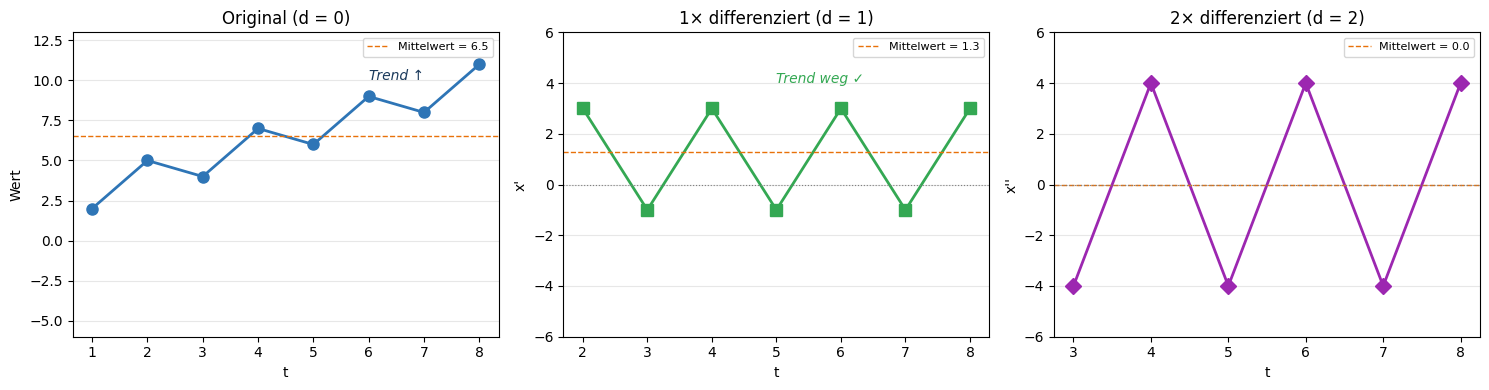 Original (d = 0)
12.5
10.0
7.5
5.0
2.5
0.0
−2.5
−5.0
Wert
Mittelwert = 6.5
Trend ↑
1 2 3 4 5 6 7 8
t
1× differenziert (d = 1)
6
4
2
0
−2
−4
−6
x'
Mittelwert = 1.3
Trend weg ✓
2 3 4 5 6 7 8
t
2× differenziert (d = 2)
6
4
2
0
−2
−4
−6
x''
Mittelwert = 0.0
3 4 5 6 7 8
t